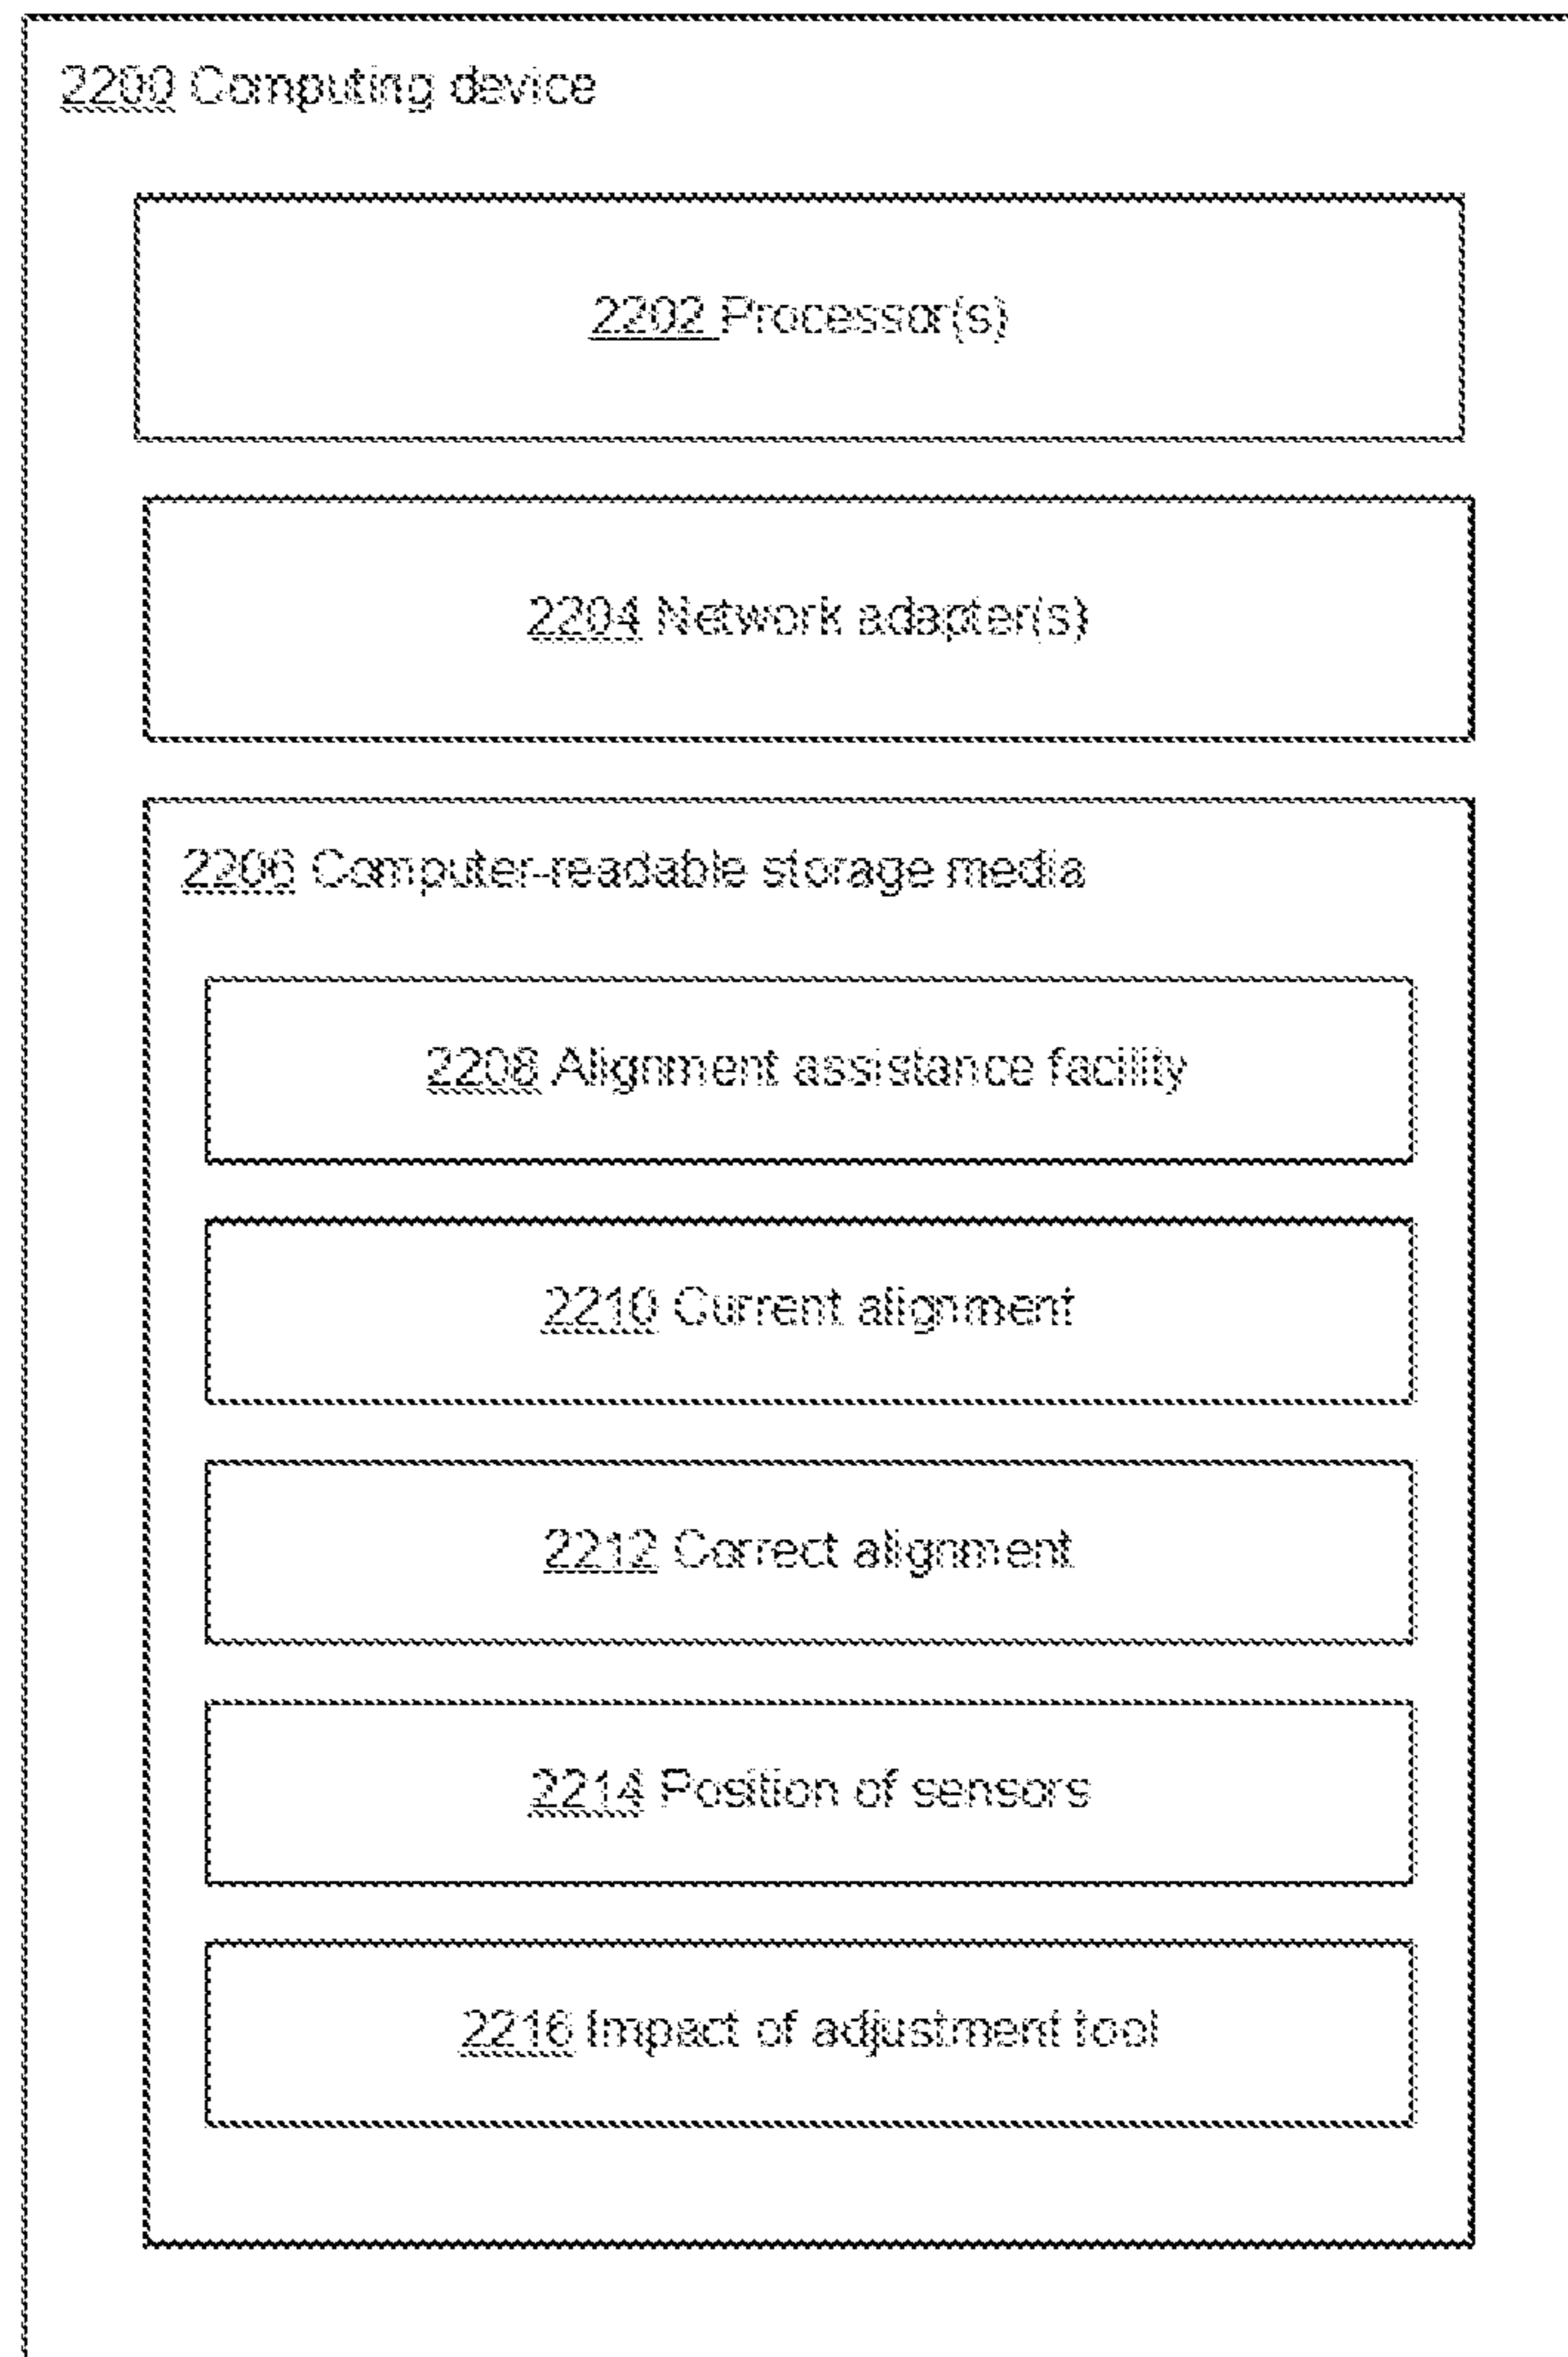 2200 Computing device
2202 Processor(s)
2204 Network adapter(s)
2206 Computer-readable storage media
2208 Alignment assistance facility
2210 Current alignment
2212 Correct alignment
2214 Position of sensors
2216 Impact of adjustment tool